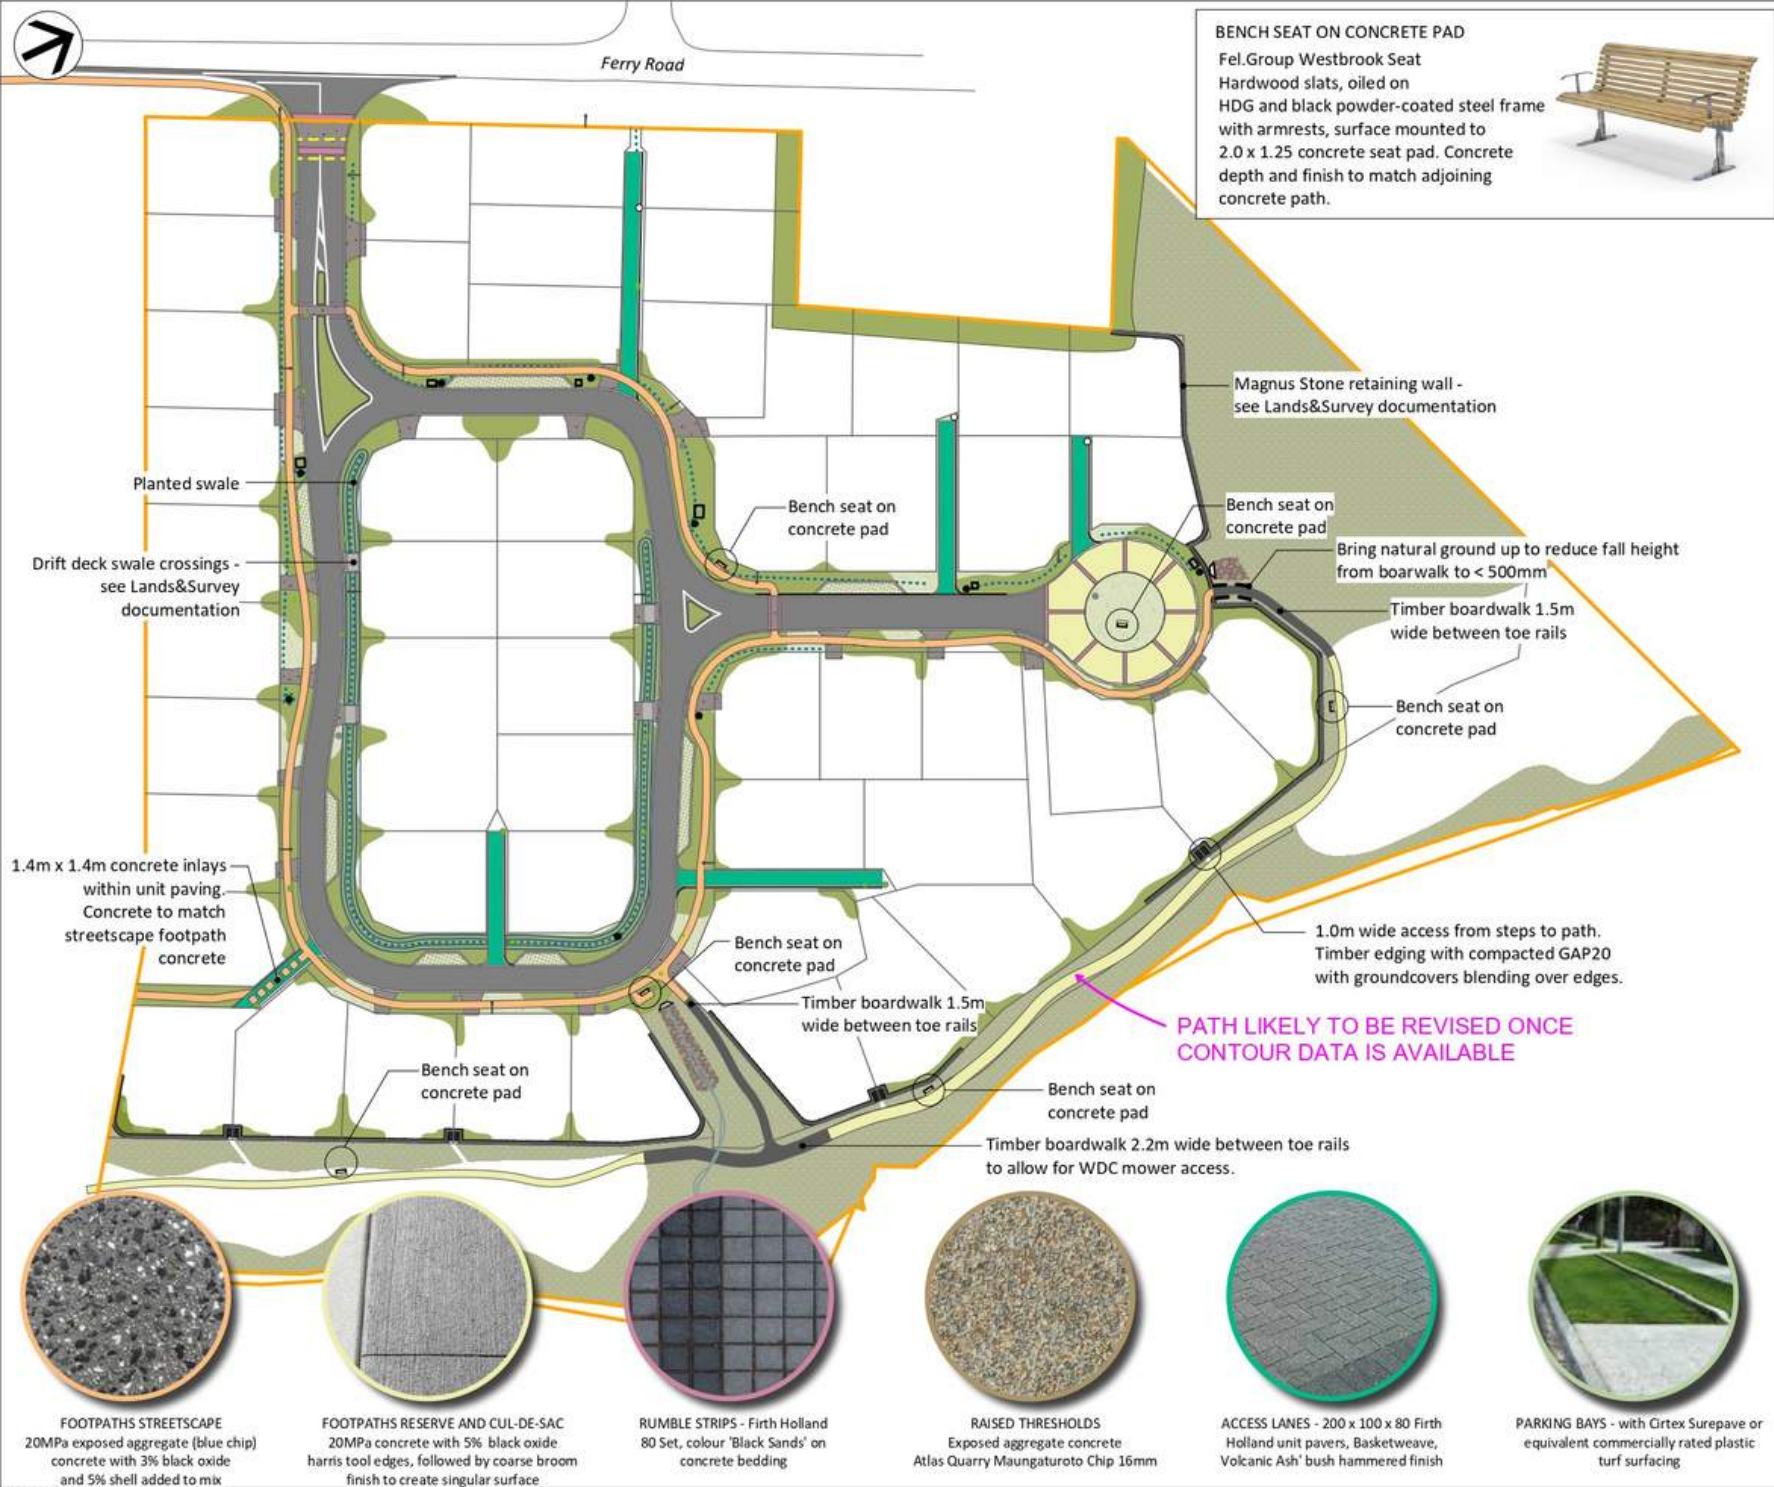 Ferry Road
BENCH SEAT ON CONCRETE PAD
Fel.Group Westbrook Seat
Hardwood slats, oiled on
HDG and black powder-coated steel frame
with armrests, surface mounted to
2.0 x 1.25 concrete seat pad. Concrete
depth and finish to match adjoining
concrete path.
Magnus Stone retaining wall -
see Lands&Survey documentation
Planted swale
Bench seat on
concrete pad
Bench seat on
concrete pad
Bring natural ground up to reduce fall height
from boarwalk to < 500mm
Drift deck swale crossings -
see Lands&Survey
documentation
Timber boardwalk 1.5m
wide between toe rails
Bench seat on
concrete pad
1.4m x 1.4m concrete inlays
within unit paving.
Concrete to match
streetscape footpath
concrete
Bench seat on
concrete pad
1.0m wide access from steps to path.
Timber edging with compacted GAP20
with groundcovers blending over edges.
Timber boardwalk 1.5m
wide between toe rails
PATH LIKELY TO BE REVISED ONCE
CONTOUR DATA IS AVAILABLE
Bench seat on
concrete pad
Bench seat on
concrete pad
Timber boardwalk 2.2m wide between toe rails
to allow for WDC mower access.
FOOTPATHS STREETSCAPE
20MPa exposed aggregate (blue chip)
concrete with 3% black oxide
and 5% shell added to mix
FOOTPATHS RESERVE AND CUL-DE-SAC
20MPa concrete with 5% black oxide
harris tool edges, followed by coarse broom
finish to create singular surface
RUMBLE STRIPS - Firth Holland
80 Set, colour 'Black Sands' on
concrete bedding
RAISED THRESHOLDS
Exposed aggregate concrete
Atlas Quarry Maungaturoto Chip 16mm
ACCESS LANES - 200 x 100 x 80 Firth
Holland unit pavers, Basketweave,
Volcanic Ash' bush hammered finish
PARKING BAYS - with Cirtex Surepave or
equivalent commercially rated plastic
turf surfacing